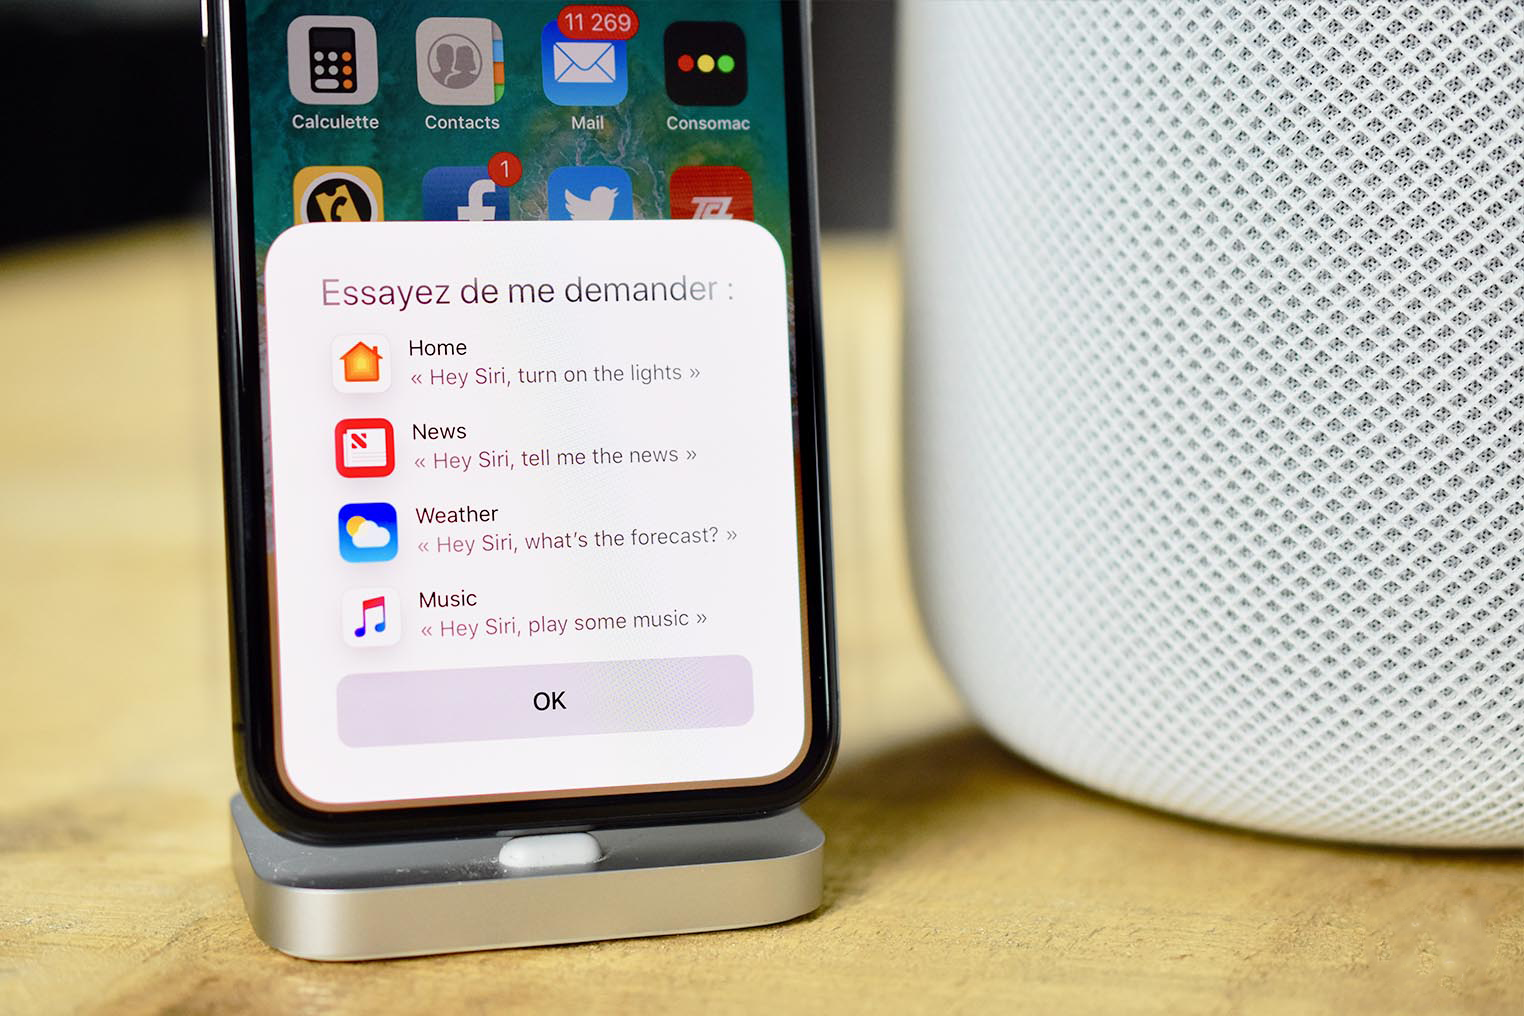 11 269
Calculette
Contacts
Mail
Consomac
1
Essayez de me demander :
Home
« Hey Siri, turn on the lights »
News
« Hey Siri, tell me the news »
Weather
« Hey Siri, what's the forecast? »
Music
« Hey Siri, play some music »
OK